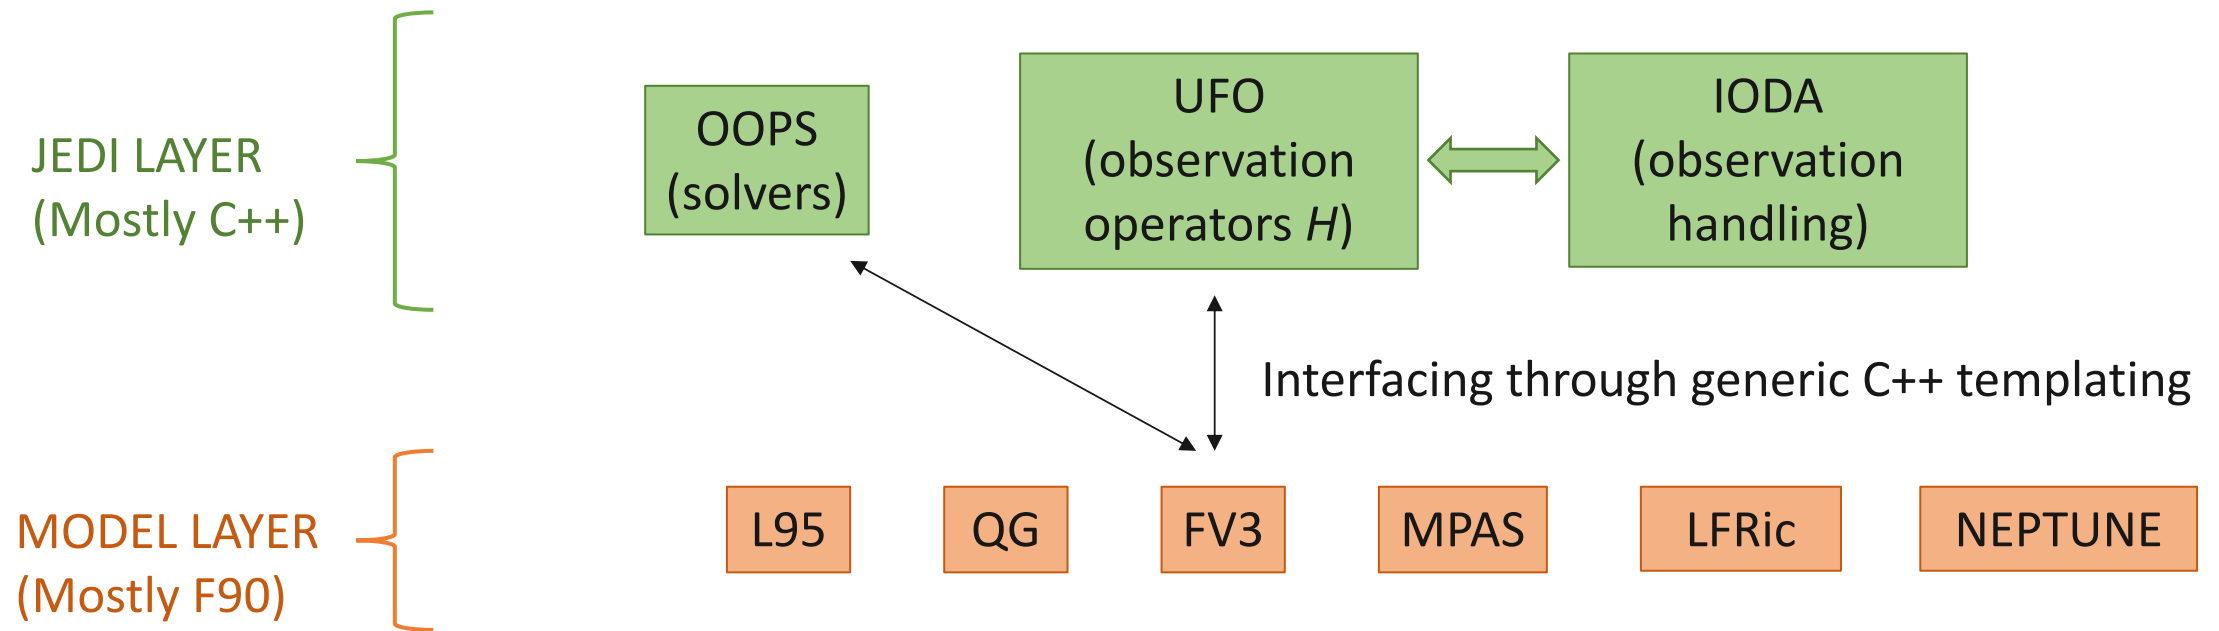 JEDI LAYER
(Mostly C++)
OOPS
(solvers)
UFO
(observation
operators H)
IODA
(observation
handling)
Interfacing through generic C++ templating
MODEL LAYER
(Mostly F90)
L95
QG
FV3
MPAS
LFRic
NEPTUNE